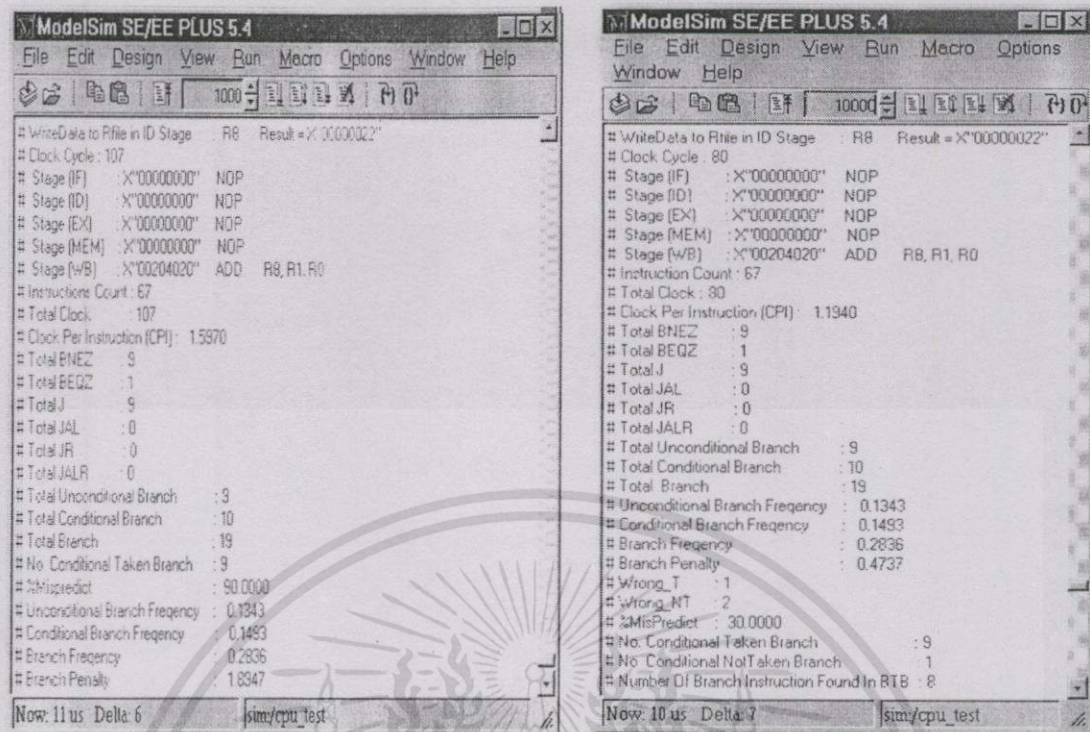 ModelSim SE/EE PLUS 5.4
File Edit Design View Run Macro Options Window Help
1000
# WriteData to Rfile in ID Stage : R8 Result = X"00000022"
# Clock Cycle : 107
# Stage (IF) : X"00000000" NOP
# Stage (ID) : X"00000000" NOP
# Stage (EX) : X"00000000" NOP
# Stage (MEM) : X"00000000" NOP
# Stage (WB) : X"00204020" ADD R8, R1, R0
# Instructions Count : 67
# Total Clock : 107
# Clock Per Instruction (CPI) : 1.5970
# Total BNEZ : 9
# Total BEQZ : 1
# Total J : 9
# Total JAL : 0
# Total JR : 0
# Total JALR : 0
# Total Unconditional Branch : 9
# Total Conditional Branch : 10
# Total Branch : 19
# No. Conditional Taken Branch : 9
# %Mispredict : 90.0000
# Unconditional Branch Freqency : 0.1343
# Conditional Branch Freqency : 0.1493
# Branch Freqency : 0.2836
# Branch Penalty : 1.8947
Now: 11 us Delta: 6 sim:/cpu_test
ModelSim SE/EE PLUS 5.4
File Edit Design View Run Macro Options
Window Help
10000
# WriteData to Rfile in ID Stage : R8 Result = X"00000022"
# Clock Cycle : 80
# Stage (IF) : X"00000000" NOP
# Stage (ID) : X"00000000" NOP
# Stage (EX) : X"00000000" NOP
# Stage (MEM) : X"00000000" NOP
# Stage (WB) : X"00204020" ADD R8, R1, R0
# Instruction Count : 67
# Total Clock : 80
# Clock Per Instruction (CPI) : 1.1940
# Total BNEZ : 9
# Total BEQZ : 1
# Total J : 9
# Total JAL : 0
# Total JR : 0
# Total JALR : 0
# Total Unconditional Branch : 9
# Total Conditional Branch : 10
# Total Branch : 19
# Unconditional Branch Freqency : 0.1343
# Conditional Branch Freqency : 0.1493
# Branch Freqency : 0.2836
# Branch Penalty : 0.4737
# Wrong_T : 1
# Wrong_NT : 2
# %MisPredict : 30.0000
# No. Conditional Taken Branch : 9
# No. Conditional NotTaken Branch : 1
# Number Of Branch Instruction Found In BTB : 8
Now: 10 us Delta: 7 sim:/cpu_test